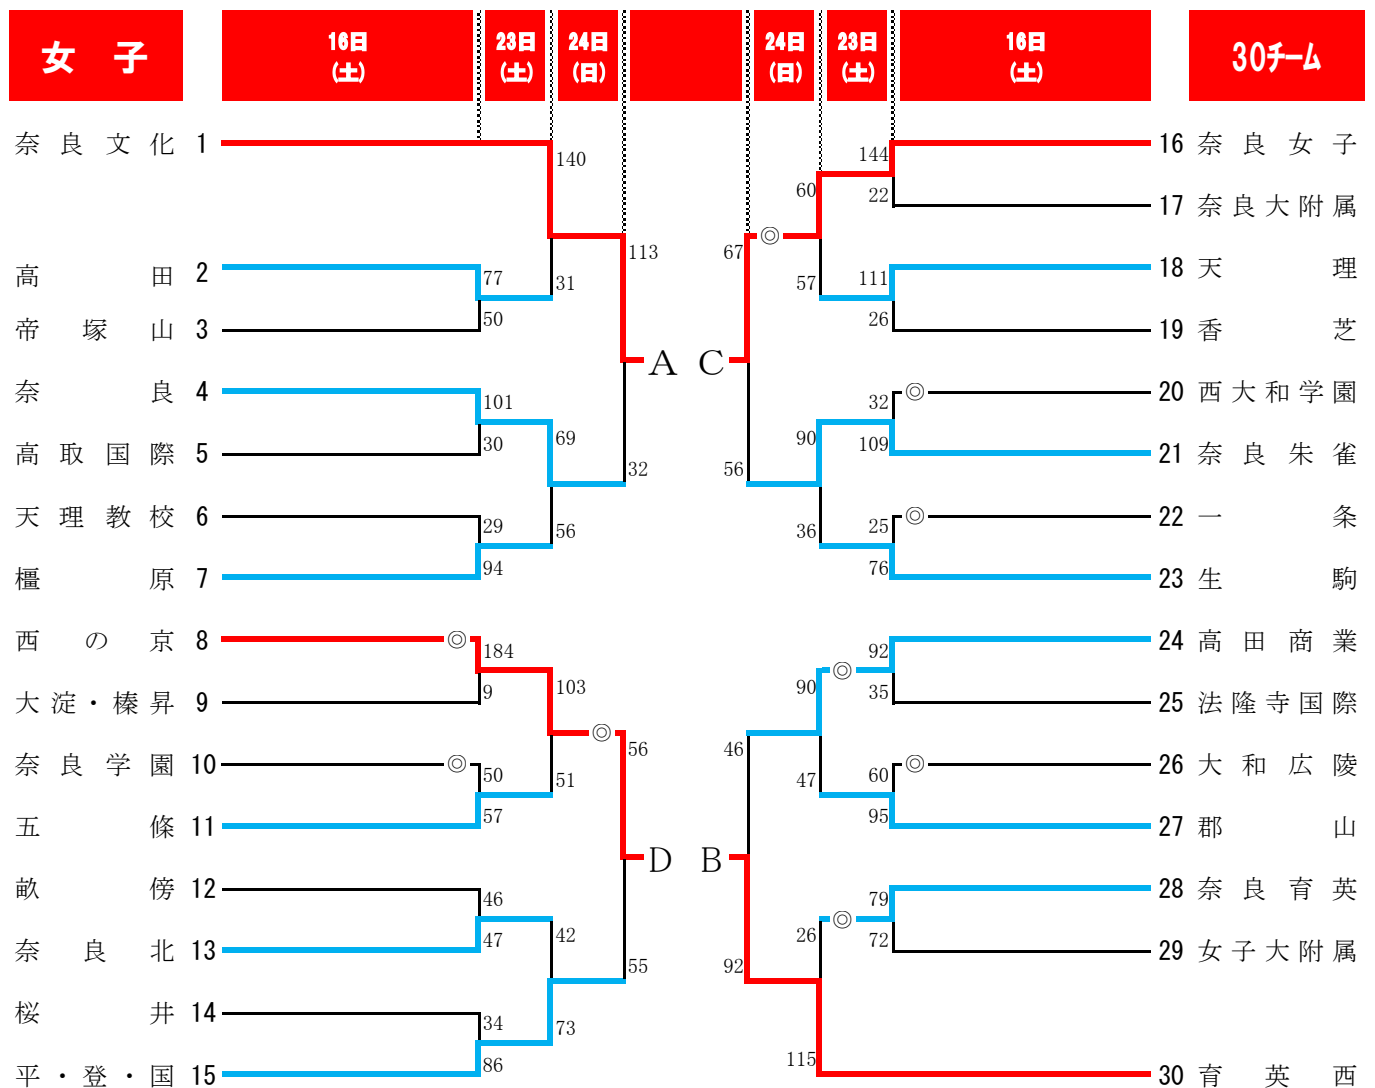 女 子 16日 23日 24日 24日 23日 16日 30チーム
(土) (土) (日) (日) (土) (土)
奈良文化 1
140
高田 2
77
31
50
帝塚山 3
113
奈良 4
101
30
69
高取国際 5
32
天理教校 6
29
56
94
橿原 7
A
西の京 8 ◎
184
9
103
大淀・榛昇 9
◎
56
奈良学園 10 ◎
50
51
57
五條 11
D
畝傍 12
46
47
42
奈良北 13
55
桜井 14
34
73
86
平・登・国 15
16 奈良女子
144
60
22
17 奈良大附属
67
◎
18 天理
111
57
26
19 香芝
C
◎ 20 西大和学園
32
90
109
21 奈良朱雀
56
◎ 22 一条
25
36
76
23 生駒
24 高田商業
92
◎
90
35
25 法隆寺国際
46
◎ 26 大和広陵
60
47
95
27 郡山
B
28 奈良育英
79
◎
26
72
29 女子大附属
92
115
30 育英西